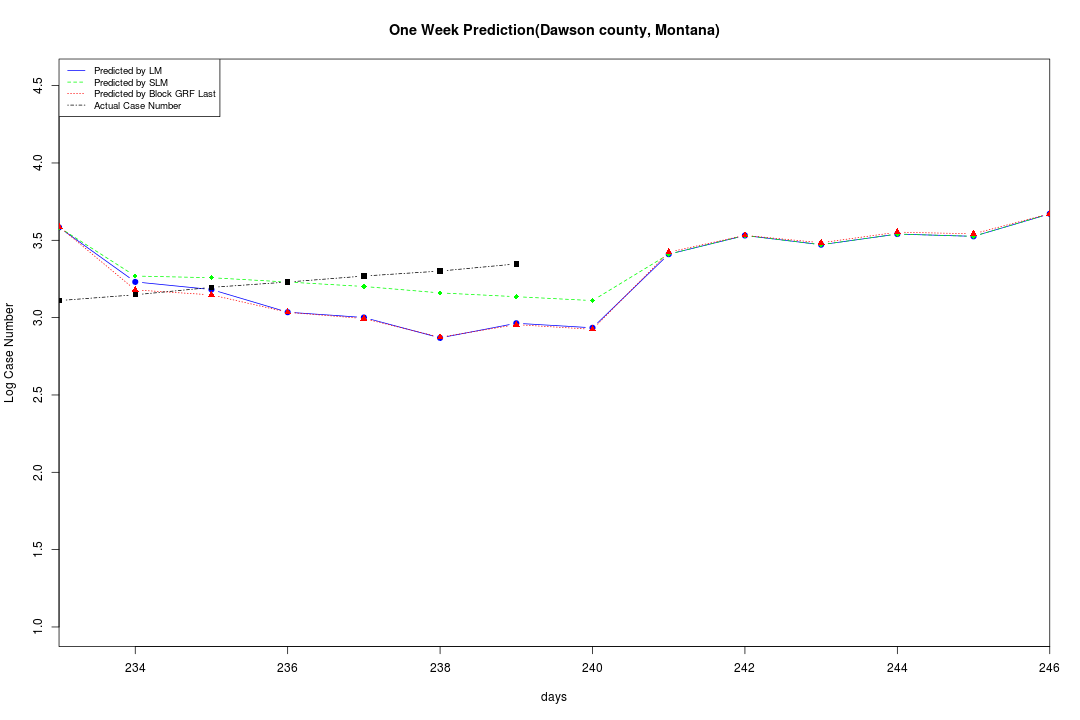 One Week Prediction(Dawson county, Montana)
Predicted by LM
Predicted by SLM
Predicted by Block GRF Last
Actual Case Number
4.5
4.0
3.5
3.0
2.5
2.0
1.5
1.0
Log Case Number
234 236 238 240 242 244 246
days